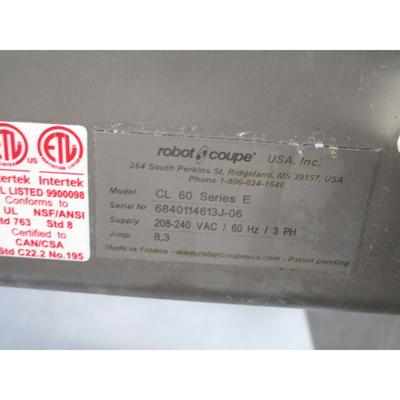 ETL US ETL
Intertek Intertek
L LISTED 9900098
Conforms to
UL NSF/ANSI
Std 763 Std 8
Certified to
CAN/CSA
Std C22.2 No.195
robot coupe® USA, Inc.
264 South Perkins St, Ridgeland, MS 39157, USA
Phone 1-800-824-1646
Model CL 60 Series E
Serial Nr 6840114613J-06
Supply 208-240 VAC / 60 Hz / 3 PH
Amp. 8,3
Made in France - www.robotcoupeusa.com - Patent pending